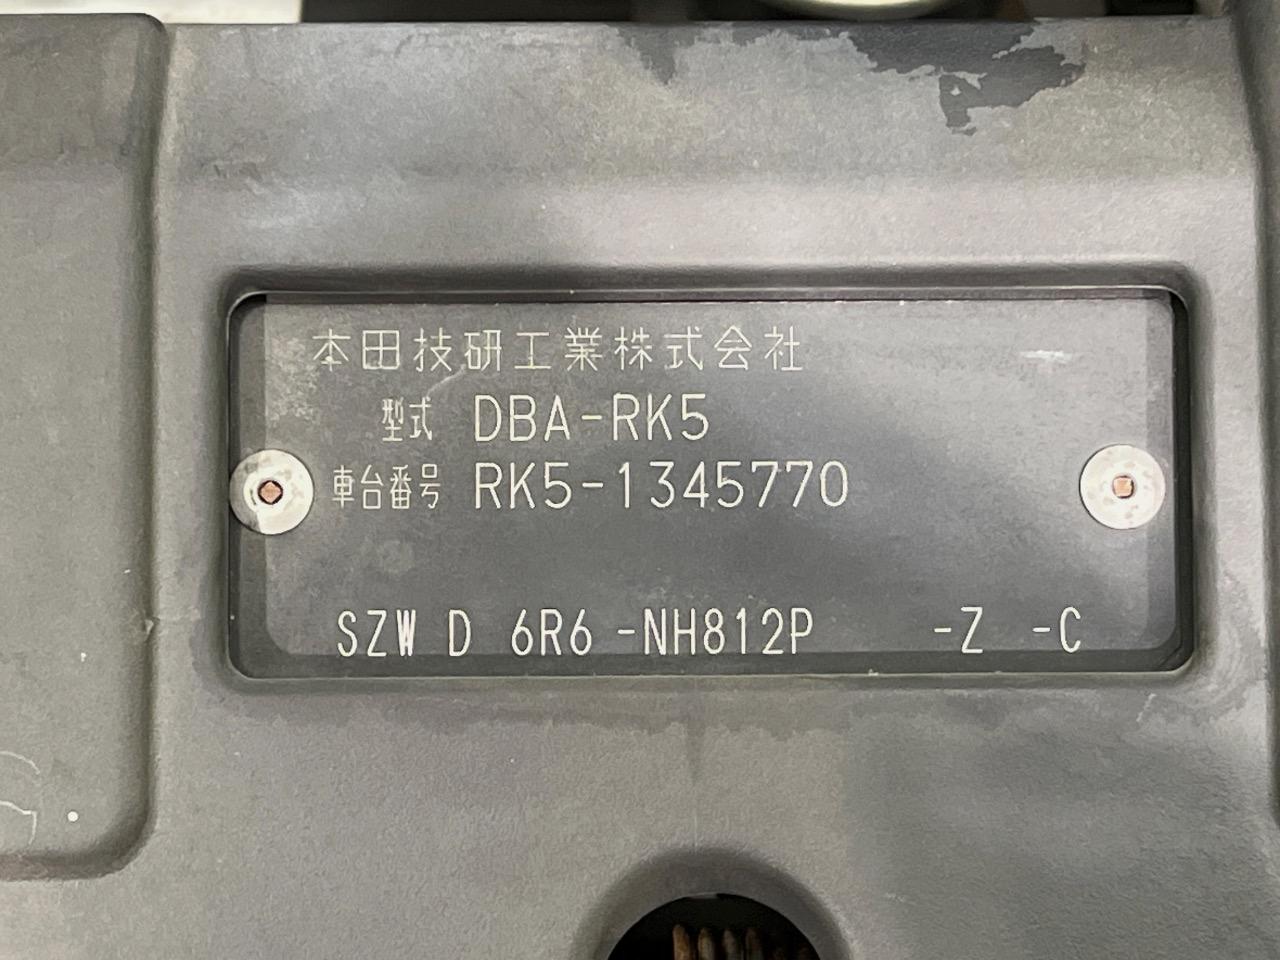 本田技研工業株式会社
型式 DBA-RK5
車台番号 RK5-1345770
SZW D 6R6 -NH812P -Z -C